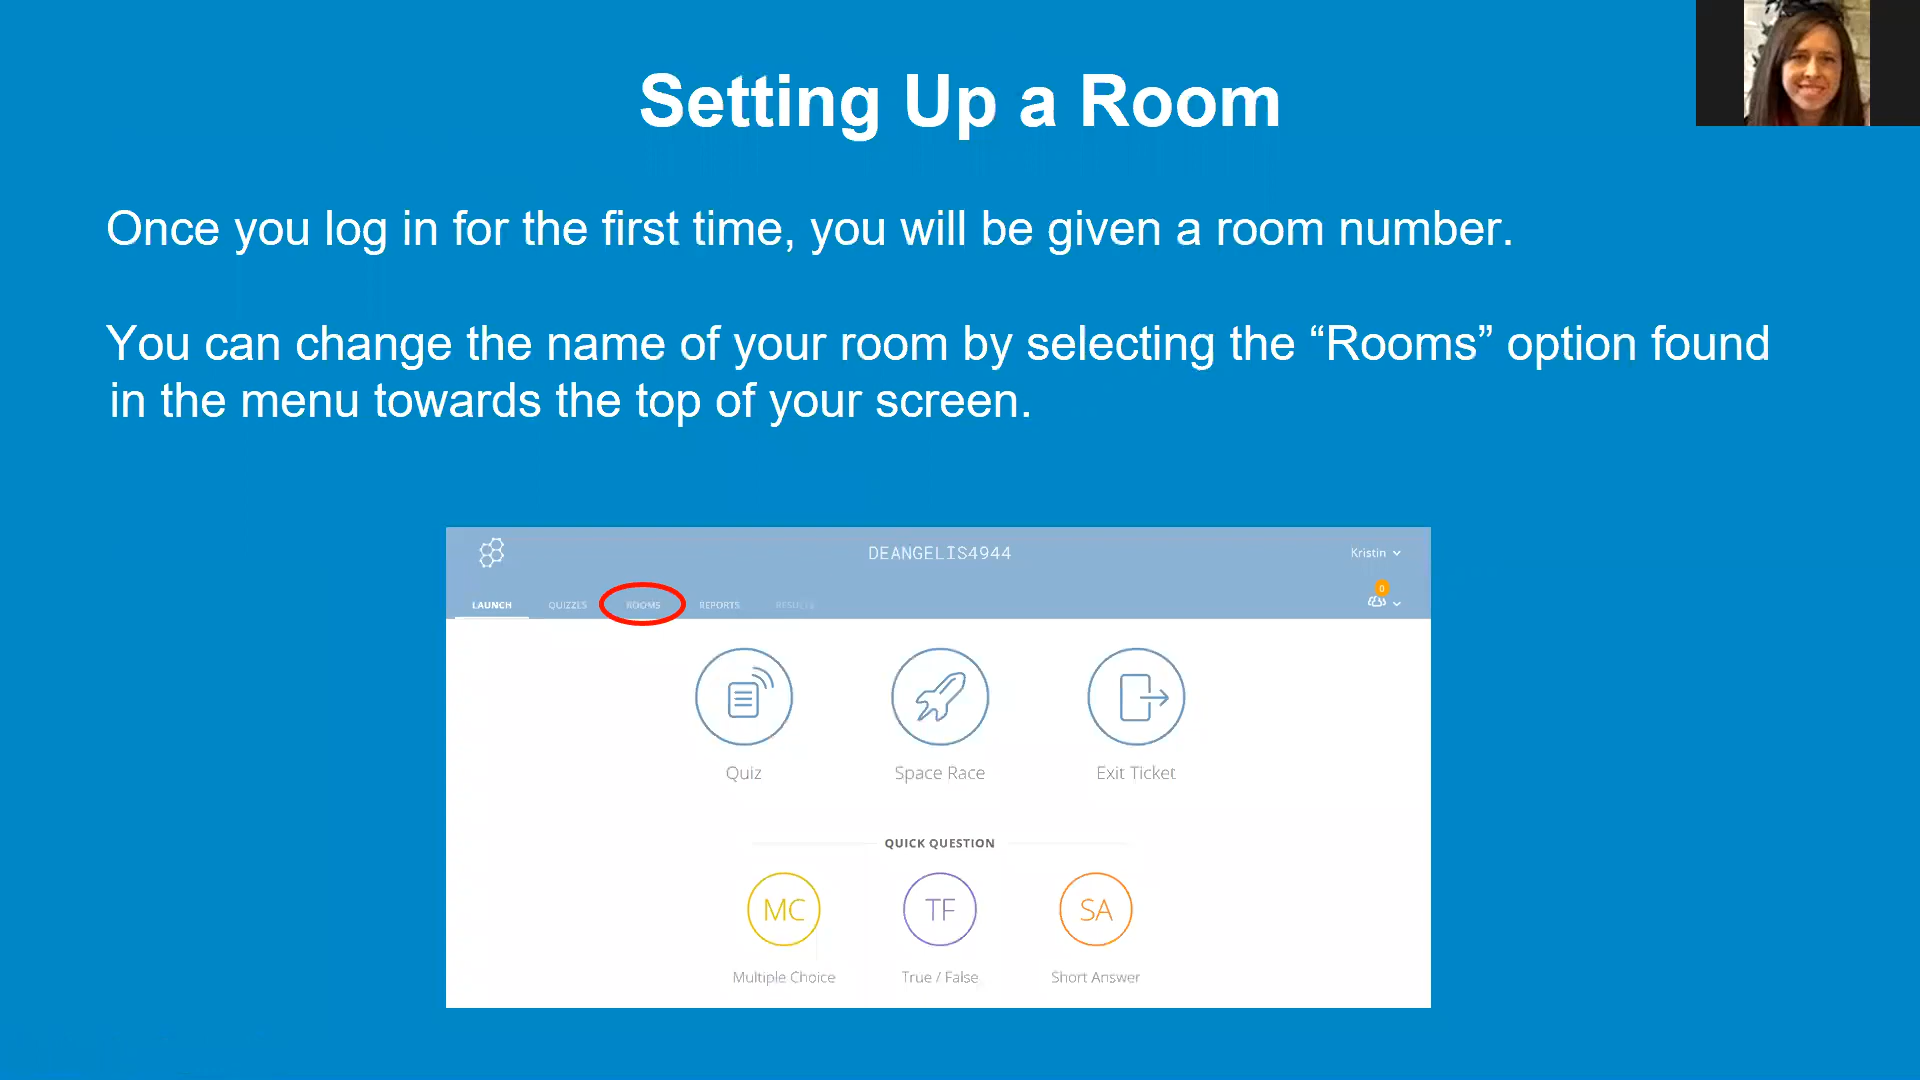 Setting Up a Room
Once you log in for the first time, you will be given a room number.
You can change the name of your room by selecting the “Rooms” option found
in the menu towards the top of your screen.
DEANGELIS4944
Kristin
0
LAUNCH QUIZZES ROOMS REPORTS RESULTS
Quiz Space Race Exit Ticket
QUICK QUESTION
MC TF SA
Multiple Choice True / False Short Answer